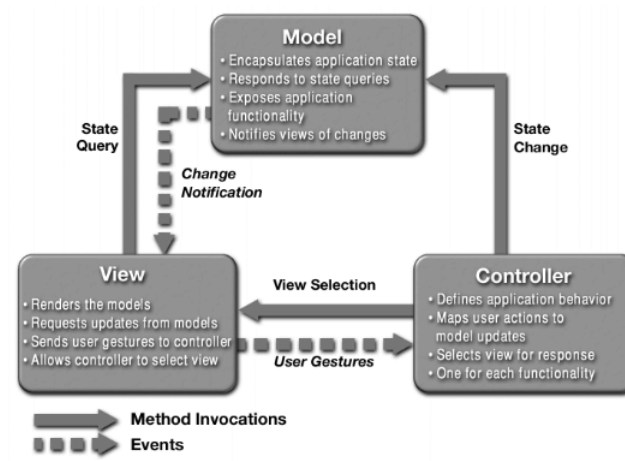 Model
• Encapsulates application state
• Responds to state queries
• Exposes application
functionality
• Notifies views of changes
State
Query
Change
Notification
State
Change
View
• Renders the models
• Requests updates from models
• Sends user gestures to controller
• Allows controller to select view
View Selection
User Gestures
Controller
• Defines application behavior
• Maps user actions to
model updates
• Selects view for response
• One for each functionality
Method Invocations
Events